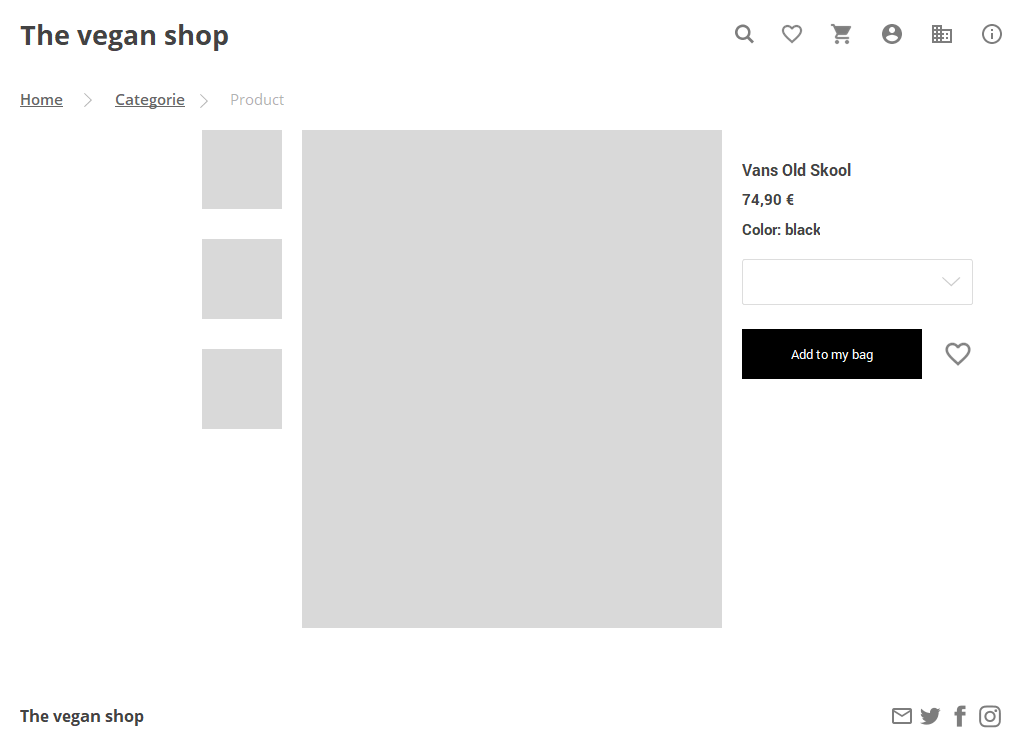 The vegan shop
Home Categorie Product
Vans Old Skool
74,90 €
Color: black
Add to my bag
The vegan shop